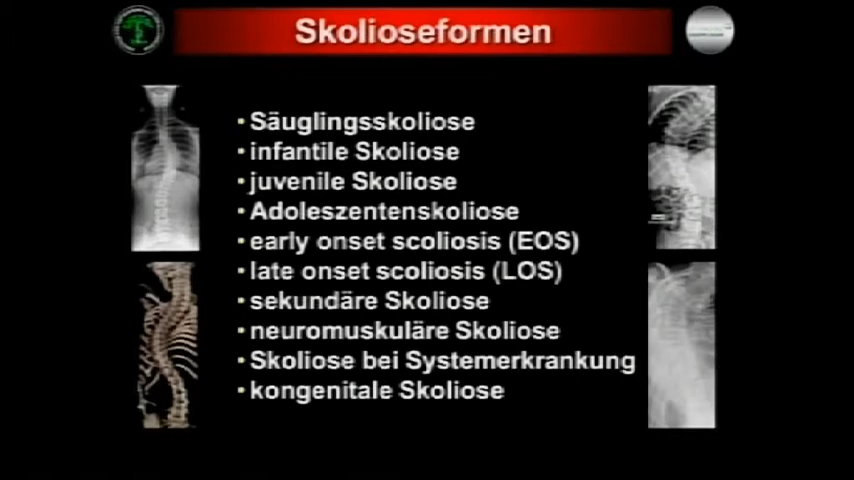 Skolioseformen
• Säuglingsskoliose
• infantile Skoliose
• juvenile Skoliose
• Adoleszentenskoliose
• early onset scoliosis (EOS)
• late onset scoliosis (LOS)
• sekundäre Skoliose
• neuromuskuläre Skoliose
• Skoliose bei Systemerkrankung
• kongenitale Skoliose